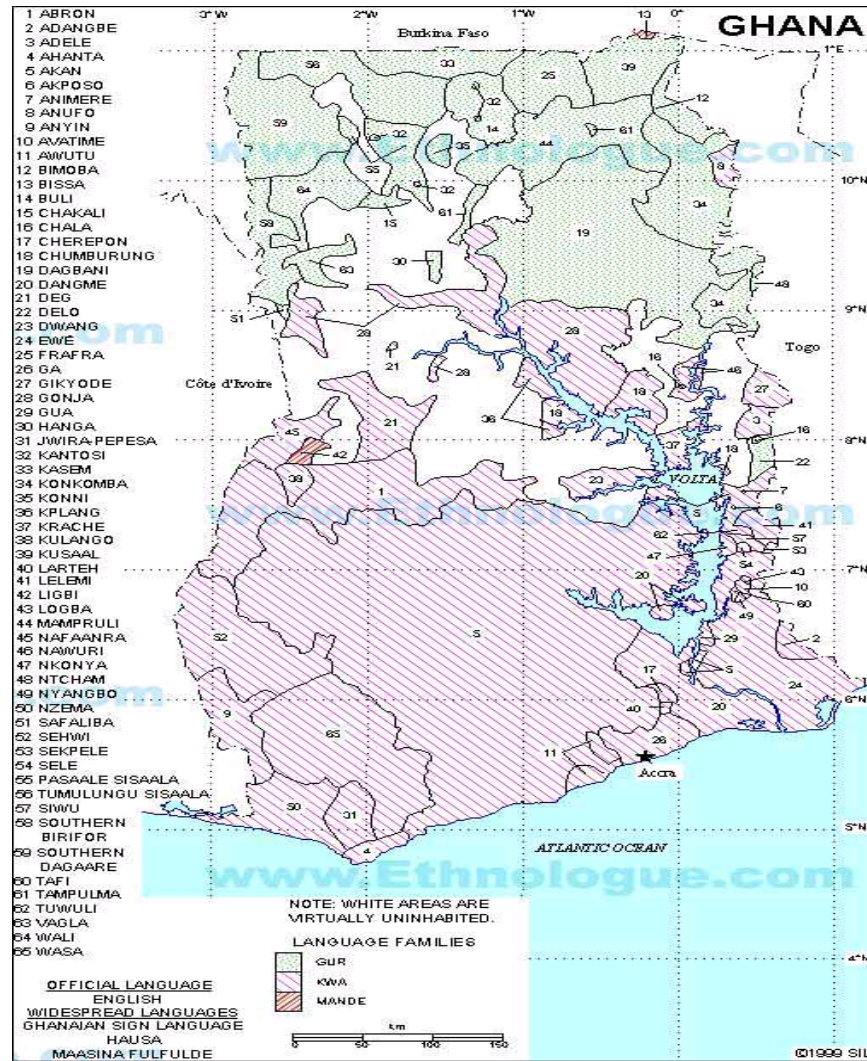 GHANA
1 ABRON
2 ADANGBE
3 ADELE
4 AHANTA
5 AKAN
6 AKPOSO
7 ANIMERE
8 ANUFO
9 ANYIN
10 AVATIME
11 AWUTU
12 BIMOBA
13 BISSA
14 BULI
15 CHAKALI
16 CHALA
17 CHEREPON
18 CHUMBURUNG
19 DAGBANI
20 DANGME
21 DEG
22 DELO
23 DWANG
24 EWE
25 FRAFRA
26 GA
27 GIKYODE
28 GONJA
29 GUA
30 HANGA
31 JWIRA-PEPESA
32 KANTOSI
33 KASEM
34 KONKOMBA
35 KONNI
36 KPLANG
37 KRACHE
38 KULANGO
39 KUSAAL
40 LARTEH
41 LELEMI
42 LIGBI
43 LOGBA
44 MAMPRULI
45 NAFAANRA
46 NAWURI
47 NKONYA
48 NTCHAM
49 NYANGBO
50 NZEMA
51 SAFALIBA
52 SEHWI
53 SEKPELE
54 SELE
55 PASAALE SISAALA
56 TUMULUNGU SISAALA
57 SIWU
58 SOUTHERN
BIRIFOR
59 SOUTHERN
DAGAARE
60 TAFI
61 TAMPULMA
62 TUWULI
63 VAGLA
64 WALI
65 WASA
OFFICIAL LANGUAGE
ENGLISH
WIDESPREAD LANGUAGES
GHANAIAN SIGN LANGUAGE
HAUSA
MAASINA FULFULDE
3°W
2°W
1°W
13
0°
1°E
Burkina Faso
www.Ethnologue.com
10°N
9°N
Togo
Côte d'Ivoire
8°N
VOLTA
www.Ethnologue.com
7°N
6°N
Accra
5°N
ATLANTIC OCEAN
www.Ethnologue.com
NOTE: WHITE AREAS ARE
VIRTUALLY UNINHABITED.
LANGUAGE FAMILIES
GUR
KWA
MANDE
4°N
km
0 50 100 150
©1999 SIL